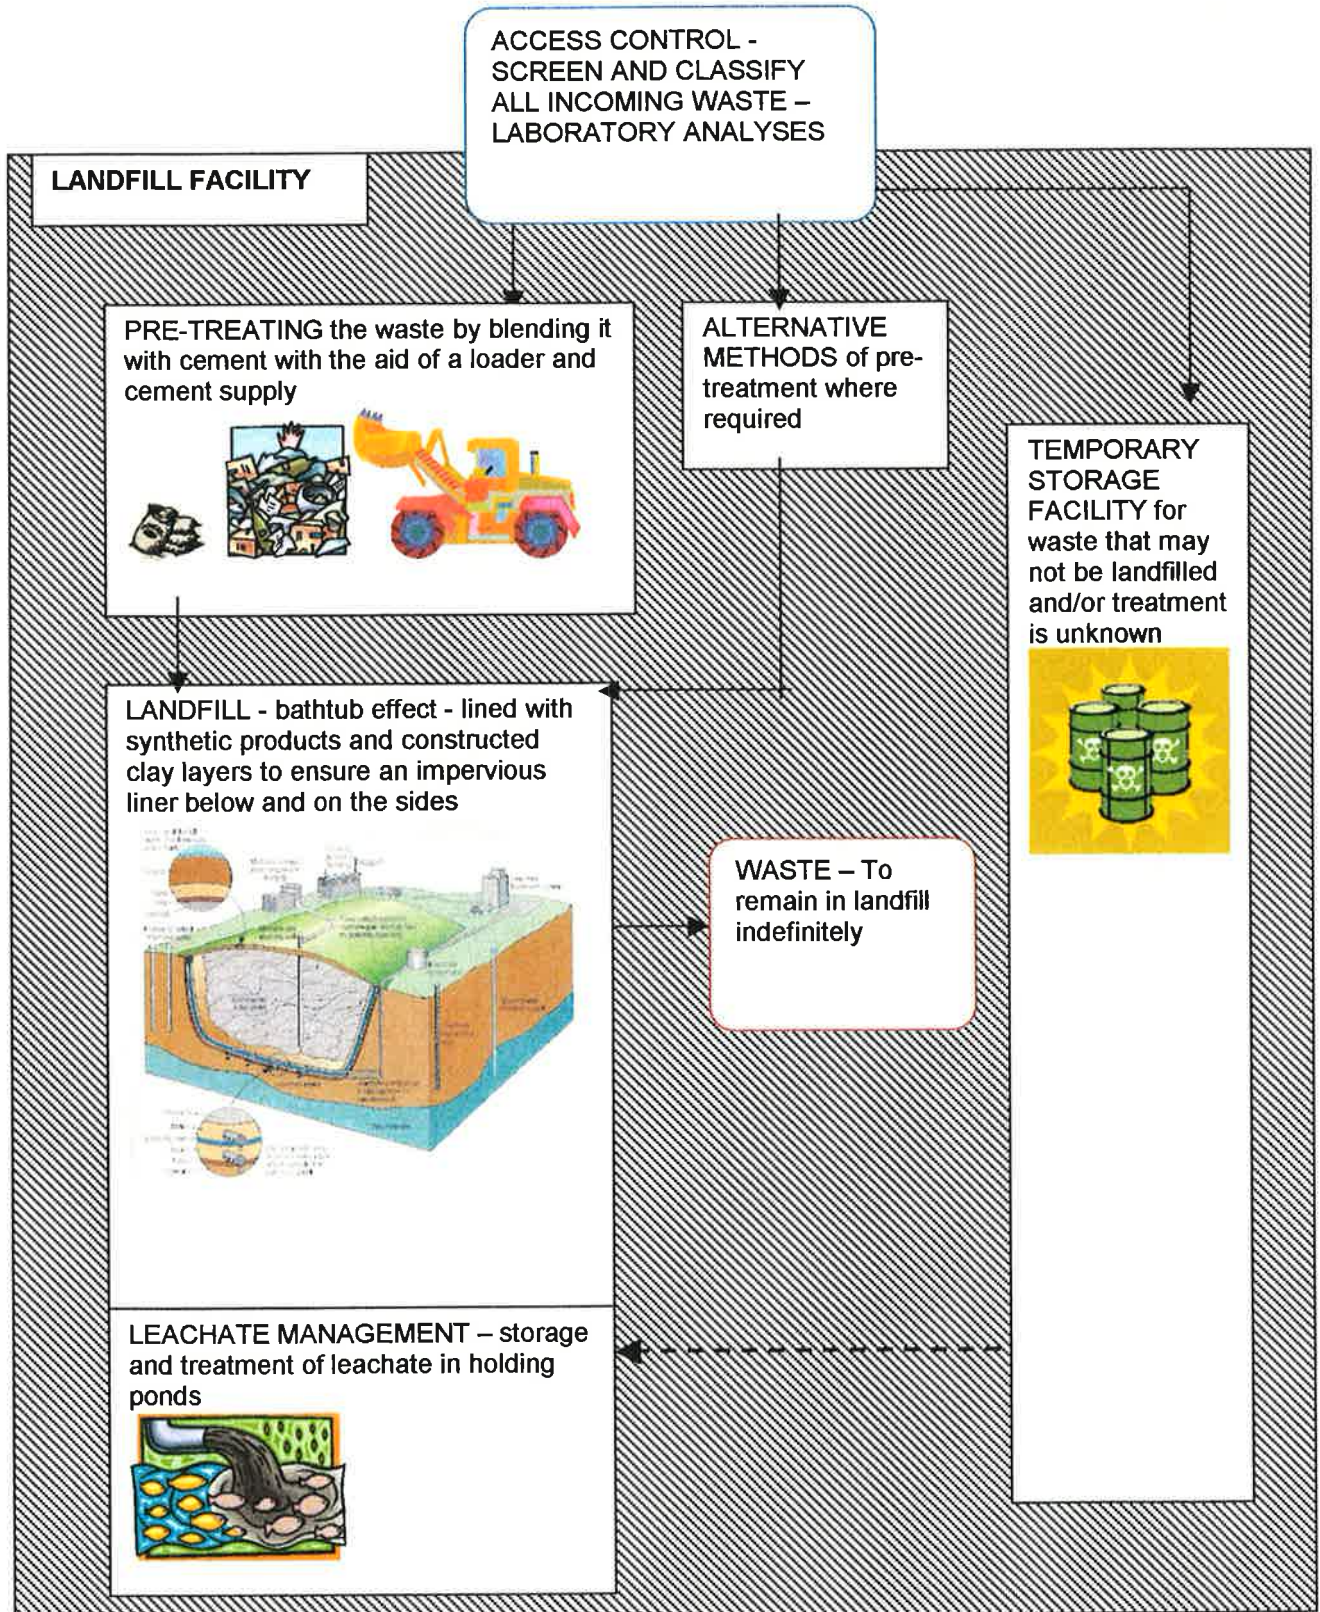 ACCESS CONTROL -
SCREEN AND CLASSIFY
ALL INCOMING WASTE –
LABORATORY ANALYSES
LANDFILL FACILITY
PRE-TREATING the waste by blending it
with cement with the aid of a loader and
cement supply
ALTERNATIVE
METHODS of pre-
treatment where
required
TEMPORARY
STORAGE
FACILITY for
waste that may
not be landfilled
and/or treatment
is unknown
LANDFILL - bathtub effect - lined with
synthetic products and constructed
clay layers to ensure an impervious
liner below and on the sides
WASTE – To
remain in landfill
indefinitely
LEACHATE MANAGEMENT – storage
and treatment of leachate in holding
ponds